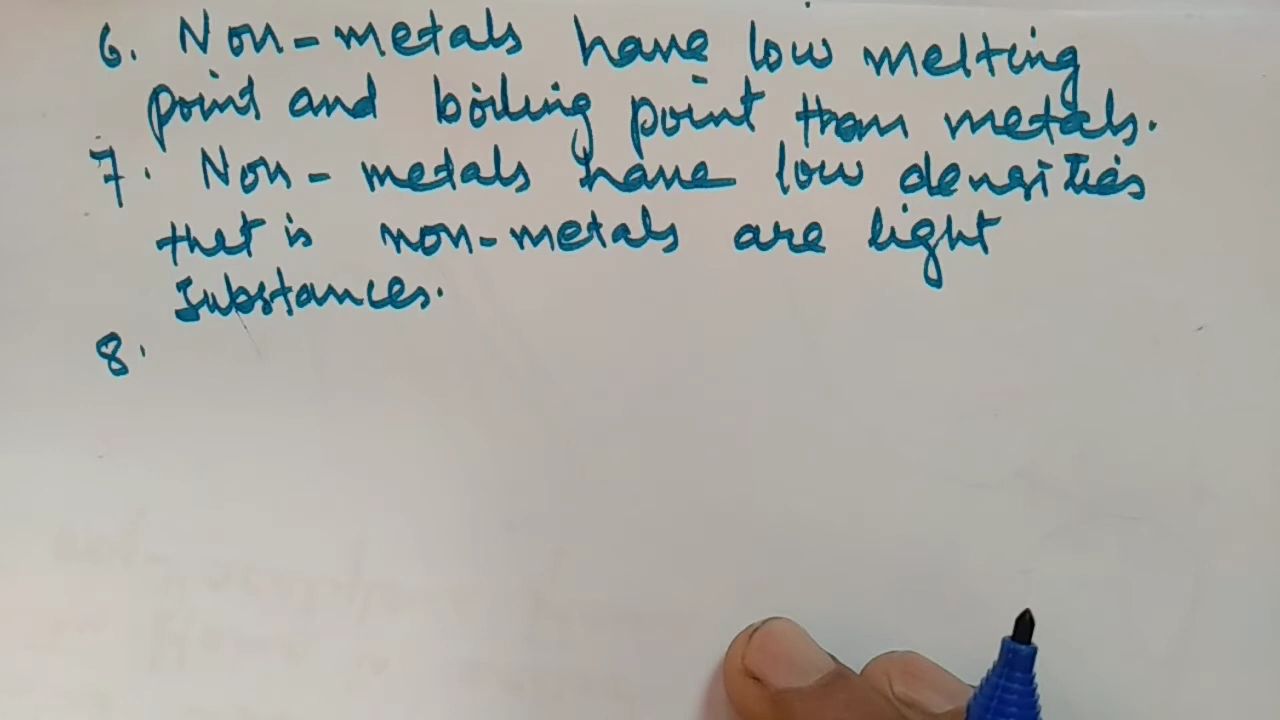 6. Non-metals have low melting
point and boiling point than metals.
7. Non-metals have low densities
that is non-metals are light
substances.
8.